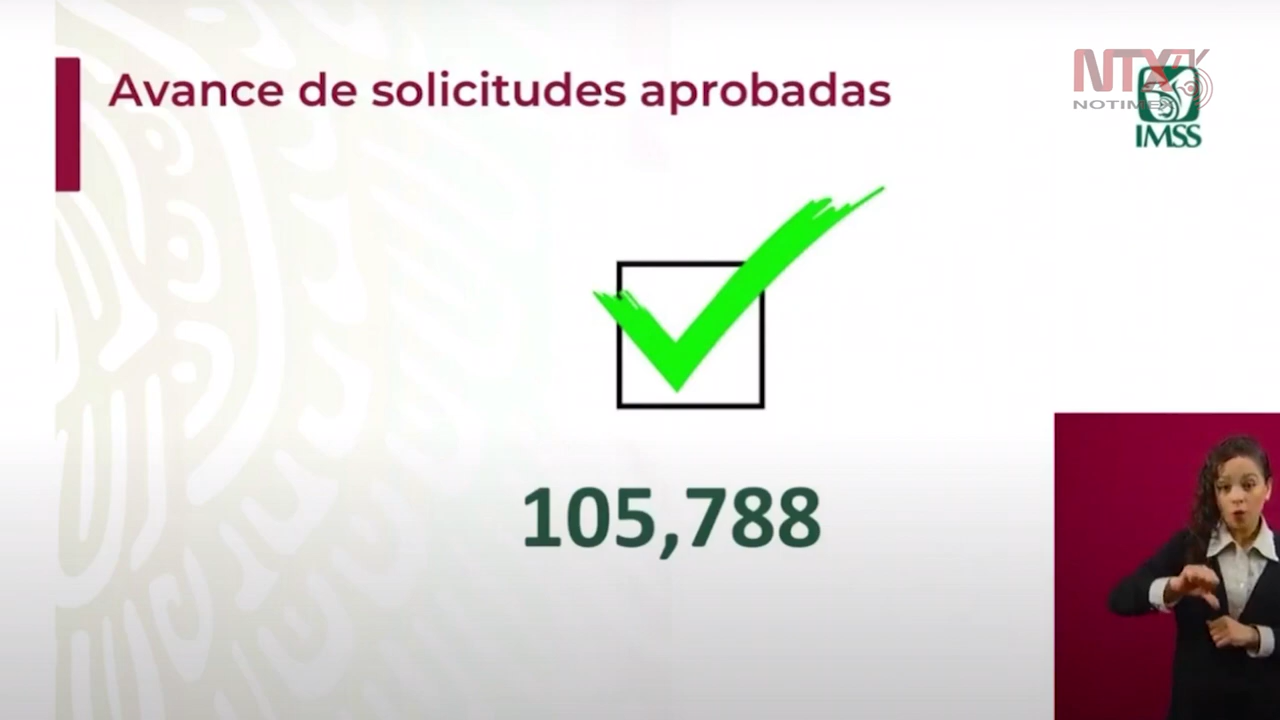 Avance de solicitudes aprobadas
NTX
NOTIMEX
IMSS
105,788